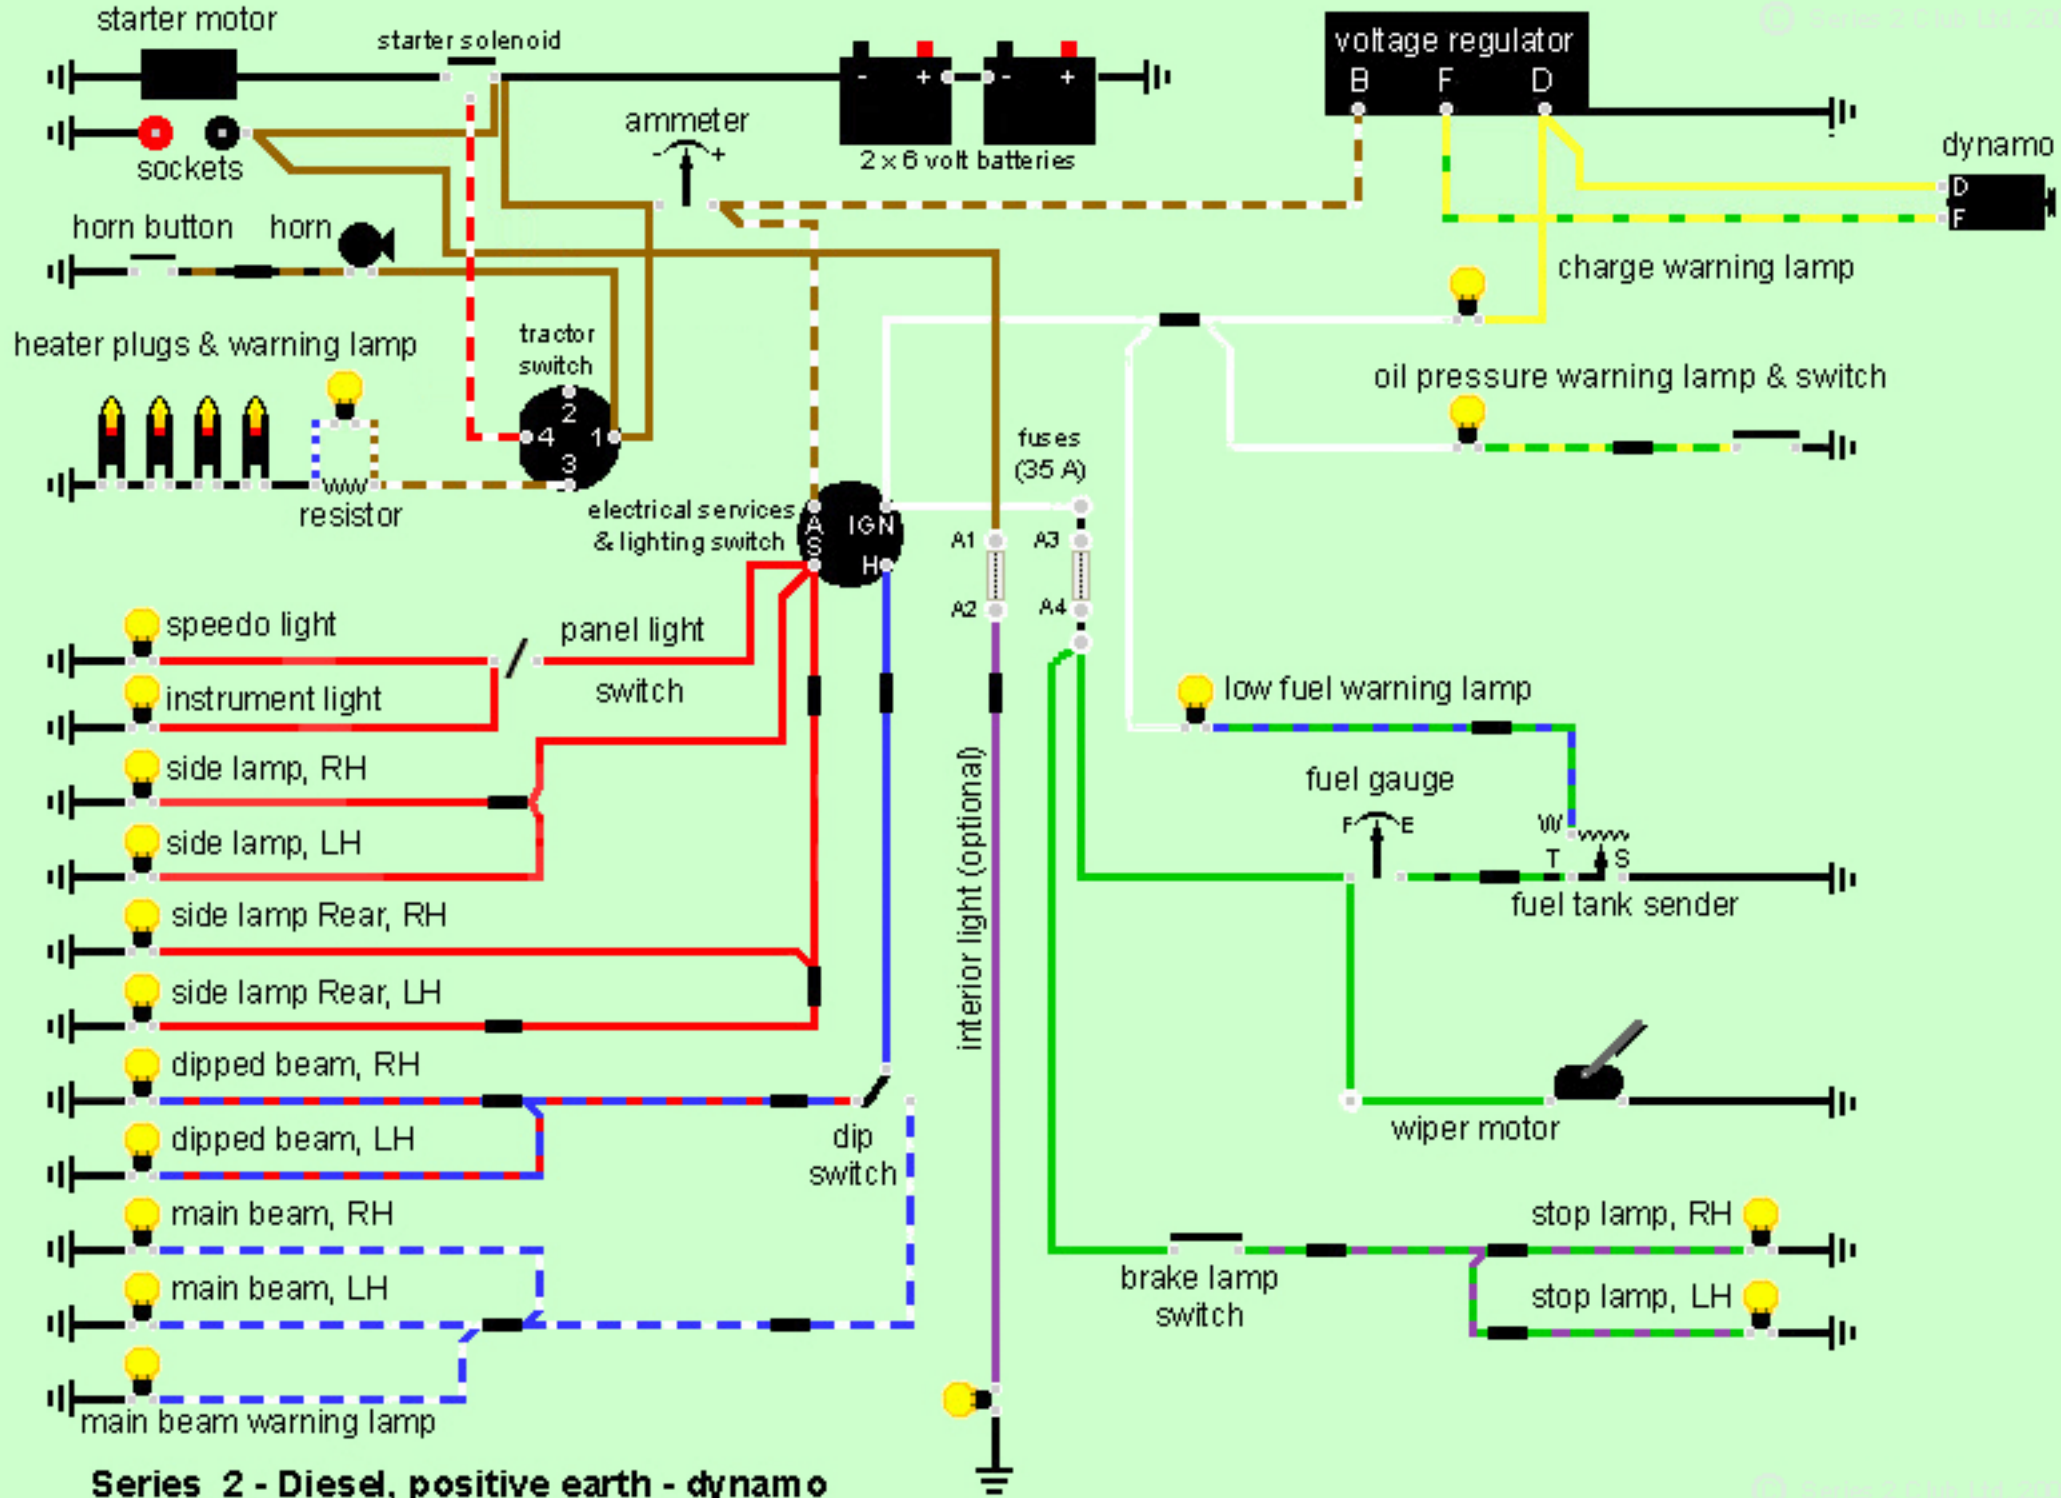 starter motor
starter solenoid
- + - +
2 x 6 volt batteries
voltage regulator
B F D
dynamo
D
F
sockets
ammeter
- +
horn button
horn
charge warning lamp
heater plugs & warning lamp
tractor
switch
2
4 1
3
resistor
oil pressure warning lamp & switch
fuses
(35 A)
electrical services
& lighting switch
A IGN
S
H
A1 A3
A2 A4
speedo light
panel light
switch
instrument light
low fuel warning lamp
side lamp, RH
fuel gauge
F E
W
T S
fuel tank sender
side lamp, LH
interior light (optional)
side lamp Rear, RH
side lamp Rear, LH
dipped beam, RH
dip
switch
wiper motor
dipped beam, LH
main beam, RH
stop lamp, RH
main beam, LH
brake lamp
switch
stop lamp, LH
main beam warning lamp
Series 2 - Diesel, positive earth - dynamo